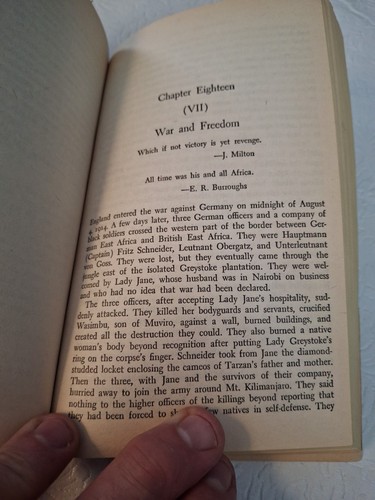 Chapter Eighteen
(VII)
War and Freedom
Which if not victory is yet revenge.
—J. Milton
All time was his and all Africa.
—E. R. Burroughs
England entered the war against Germany on midnight of August
4, 1914. A few days later, three German officers and a company of
black soldiers crossed the western part of the border between Ger-
man East Africa and British East Africa. They were Hauptmann
(Captain) Fritz Schneider, Leutnant Obergatz, and Unterleutnant
von Goss. They were lost, but they eventually came through the
jungle east of the isolated Greystoke plantation. They were wel-
comed by Lady Jane, whose husband was in Nairobi on business
and who had no idea that war had been declared.
The three officers, after accepting Lady Jane's hospitality, sud-
denly attacked. They killed her bodyguards and servants, crucified
Wasimbu, son of Muviro, against a wall, burned buildings, and
created all the destruction they could. They also burned a native
woman's body beyond recognition after putting Lady Greystoke's
ring on the corpse's finger. Schneider took from Jane the diamond-
studded locket enclosing the cameos of Tarzan's father and mother.
Then the three, with Jane and the survivors of their company,
hurried away to join the army around Mt. Kilimanjaro. They said
nothing to the higher officers of the killings beyond reporting that
they had been forced to few natives in self-defense. They